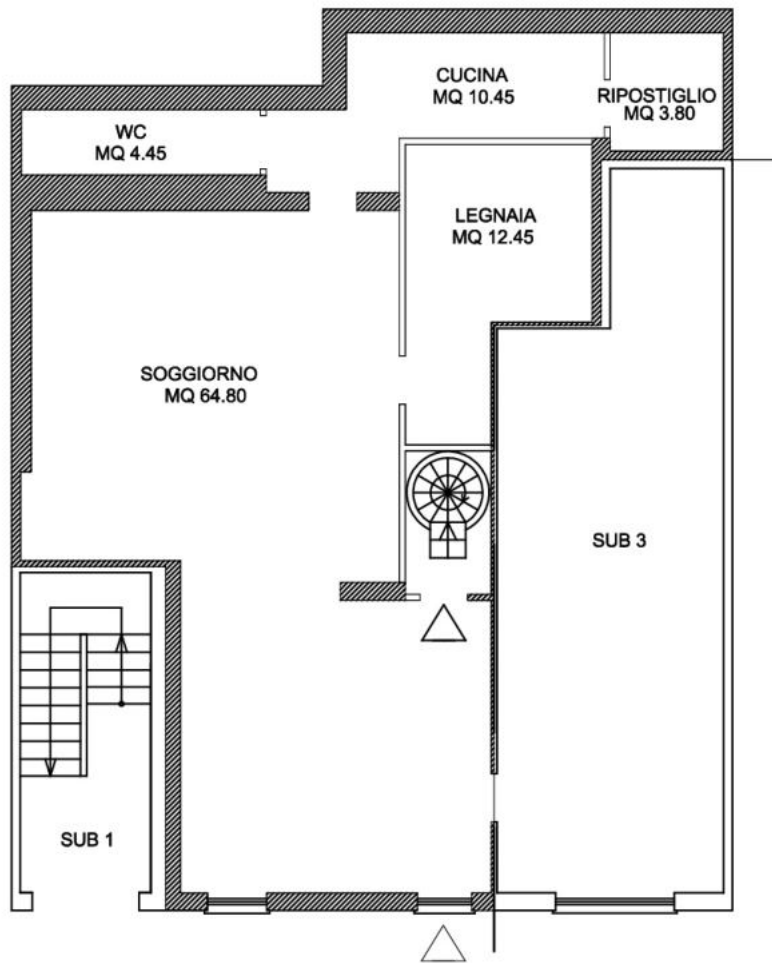 CUCINA
MQ 10.45
RIPOSTIGLIO
MQ 3.80
WC
MQ 4.45
LEGNAIA
MQ 12.45
SOGGIORNO
MQ 64.80
SUB 3
SUB 1